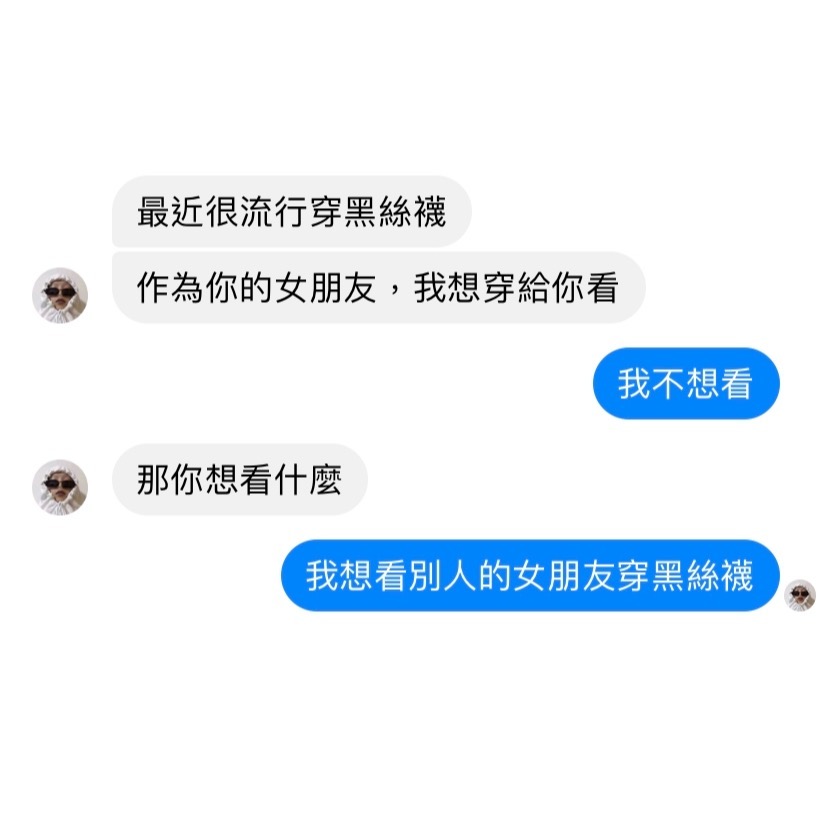 最近很流行穿黑絲襪
作為你的女朋友，我想穿給你看
我不想看
那你想看什麼
我想看別人的女朋友穿黑絲襪